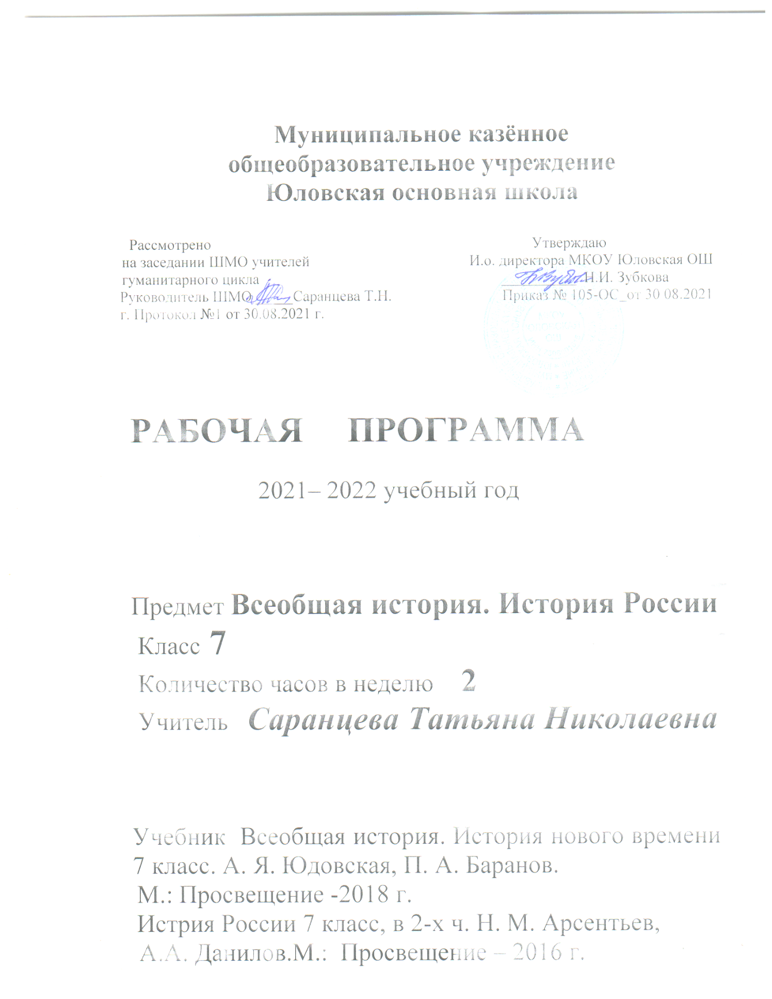 Муниципальное казённое
общеобразовательное учреждение
Юловская основная школа
Рассмотрено
на заседании ШМО учителей
гуманитарного цикла
Руководитель ШМО Саранцева Т.Н.
г. Протокол №1 от 30.08.2021 г.
Утверждаю
И.о. директора МКОУ Юловская ОШ
Н.И. Зубкова
Приказ № 105-ОС_от 30 08.2021
РАБОЧАЯ ПРОГРАММА
2021– 2022 учебный год
Предмет Всеобщая история. История России
Класс 7
Количество часов в неделю 2
Учитель Саранцева Татьяна Николаевна
Учебник Всеобщая история. История нового времени
7 класс. А. Я. Юдовская, П. А. Баранов.
М.: Просвещение -2018 г.
Истрия России 7 класс, в 2-х ч. Н. М. Арсентьев,
А.А. Данилов.М.: Просвещение – 2016 г.